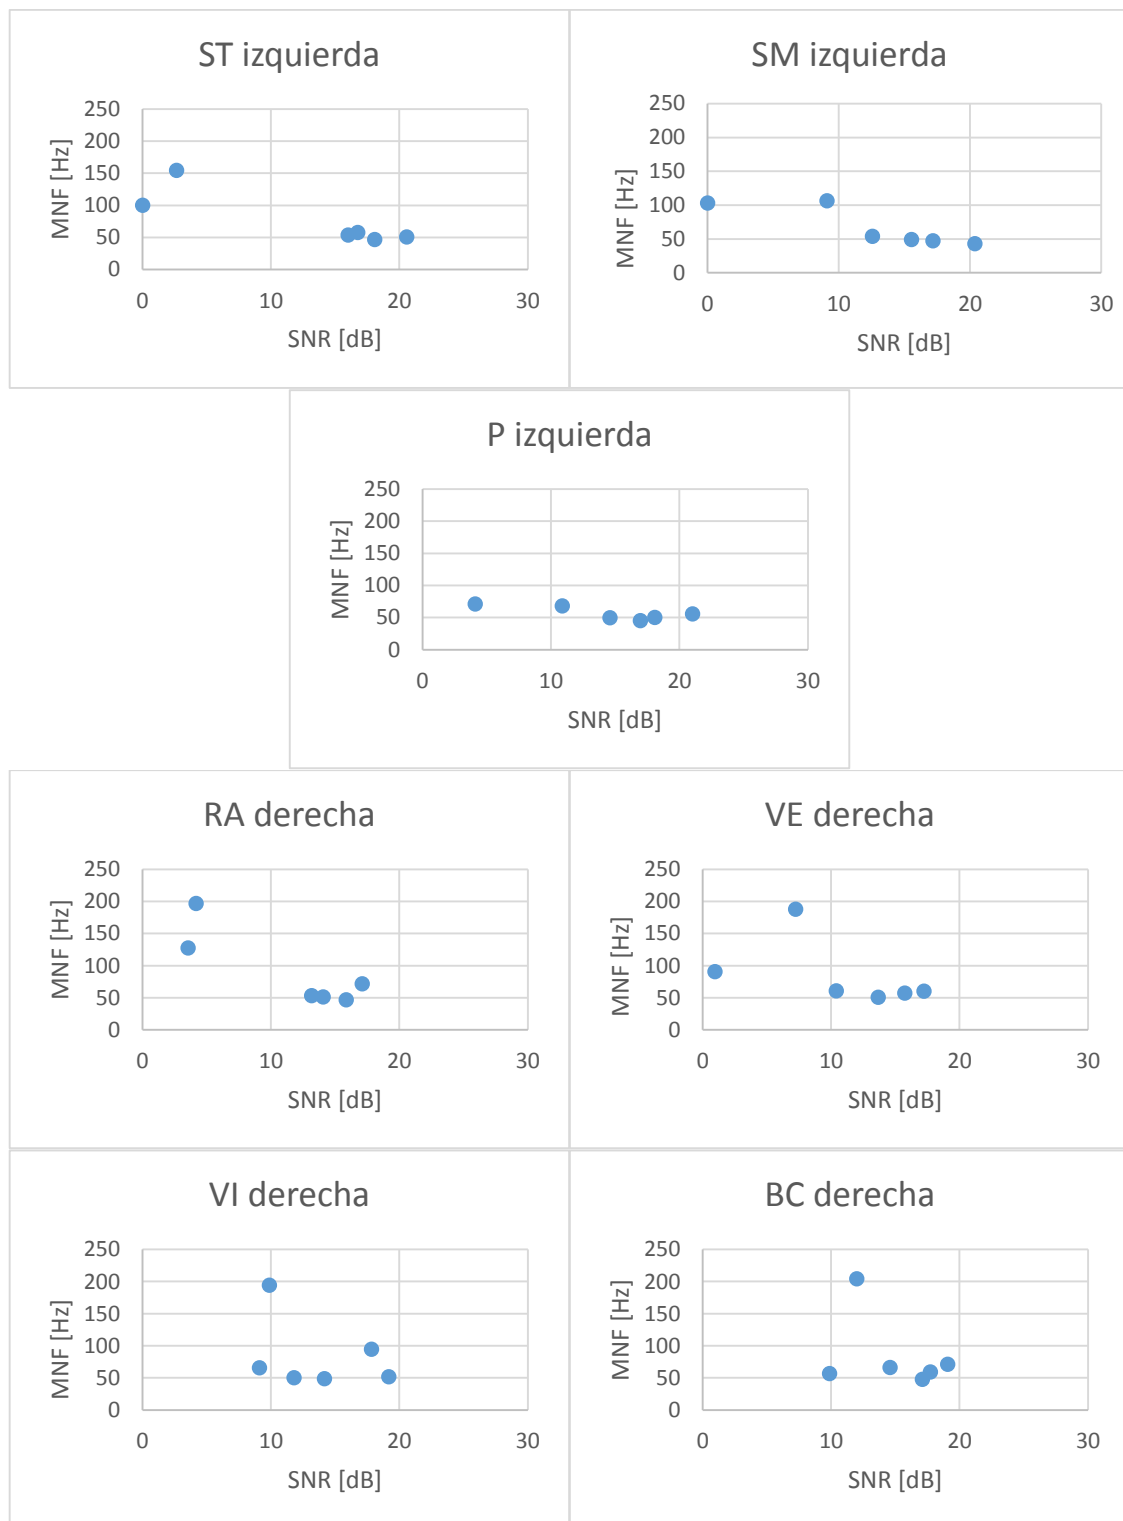 ST izquierda
250
200
150
100
50
0
MNF [Hz]
0 10 20 30
SNR [dB]
SM izquierda
250
200
150
100
50
0
MNF [Hz]
0 10 20 30
SNR [dB]
P izquierda
250
200
150
100
50
0
MNF [Hz]
0 10 20 30
SNR [dB]
RA derecha
250
200
150
100
50
0
MNF [Hz]
0 10 20 30
SNR [dB]
VE derecha
250
200
150
100
50
0
MNF [Hz]
0 10 20 30
SNR [dB]
VI derecha
250
200
150
100
50
0
MNF [Hz]
0 10 20 30
SNR [dB]
BC derecha
250
200
150
100
50
0
MNF [Hz]
0 10 20 30
SNR [dB]